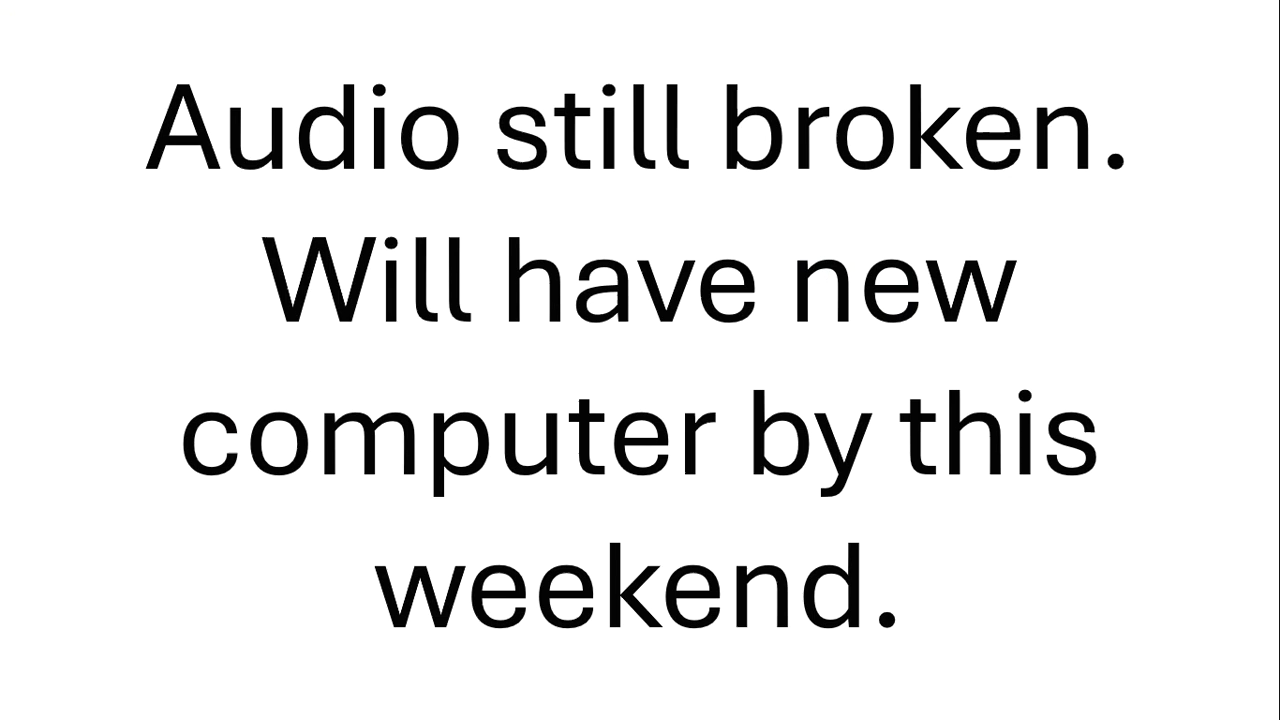 Audio still broken.
Will have new
computer by this
weekend.